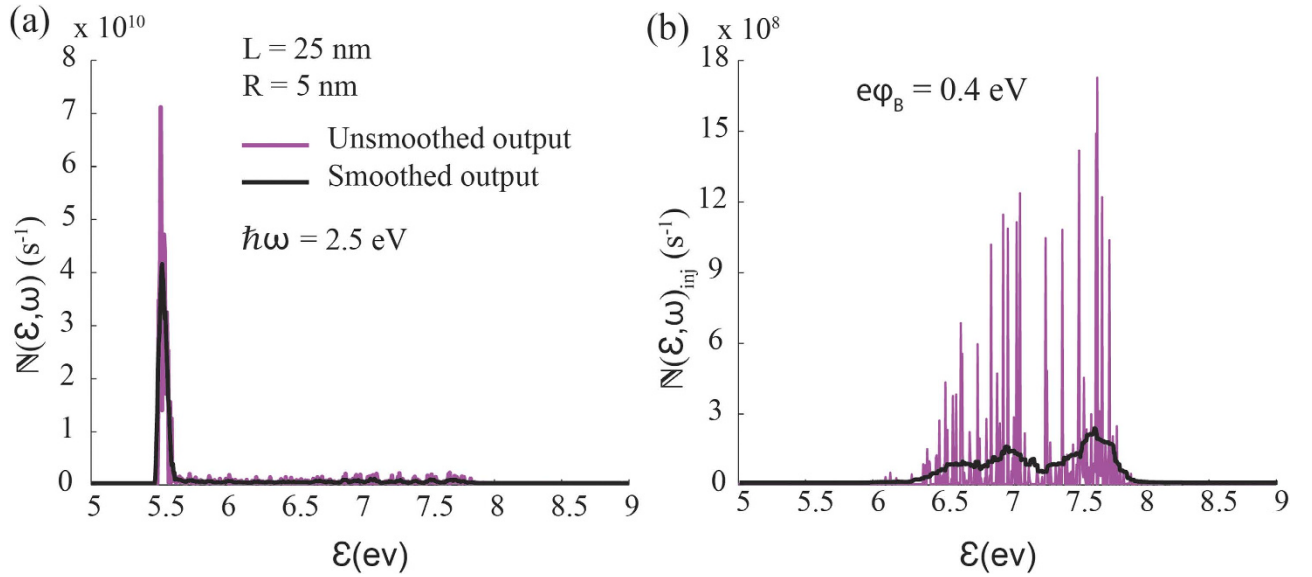 (a)
x 10¹⁰
8
7
6
5
4
3
2
1
0
5
5.5
6
6.5
7
7.5
8
8.5
9
ℕ(ℰ,ω) (s⁻¹)
ℰ(ev)
L = 25 nm
R = 5 nm
Unsmoothed output
Smoothed output
ħω = 2.5 eV
(b)
x 10⁸
18
15
12
9
6
3
0
5
5.5
6
6.5
7
7.5
8
8.5
9
ℕ(ℰ,ω)inj (s⁻¹)
ℰ(ev)
eφB = 0.4 eV